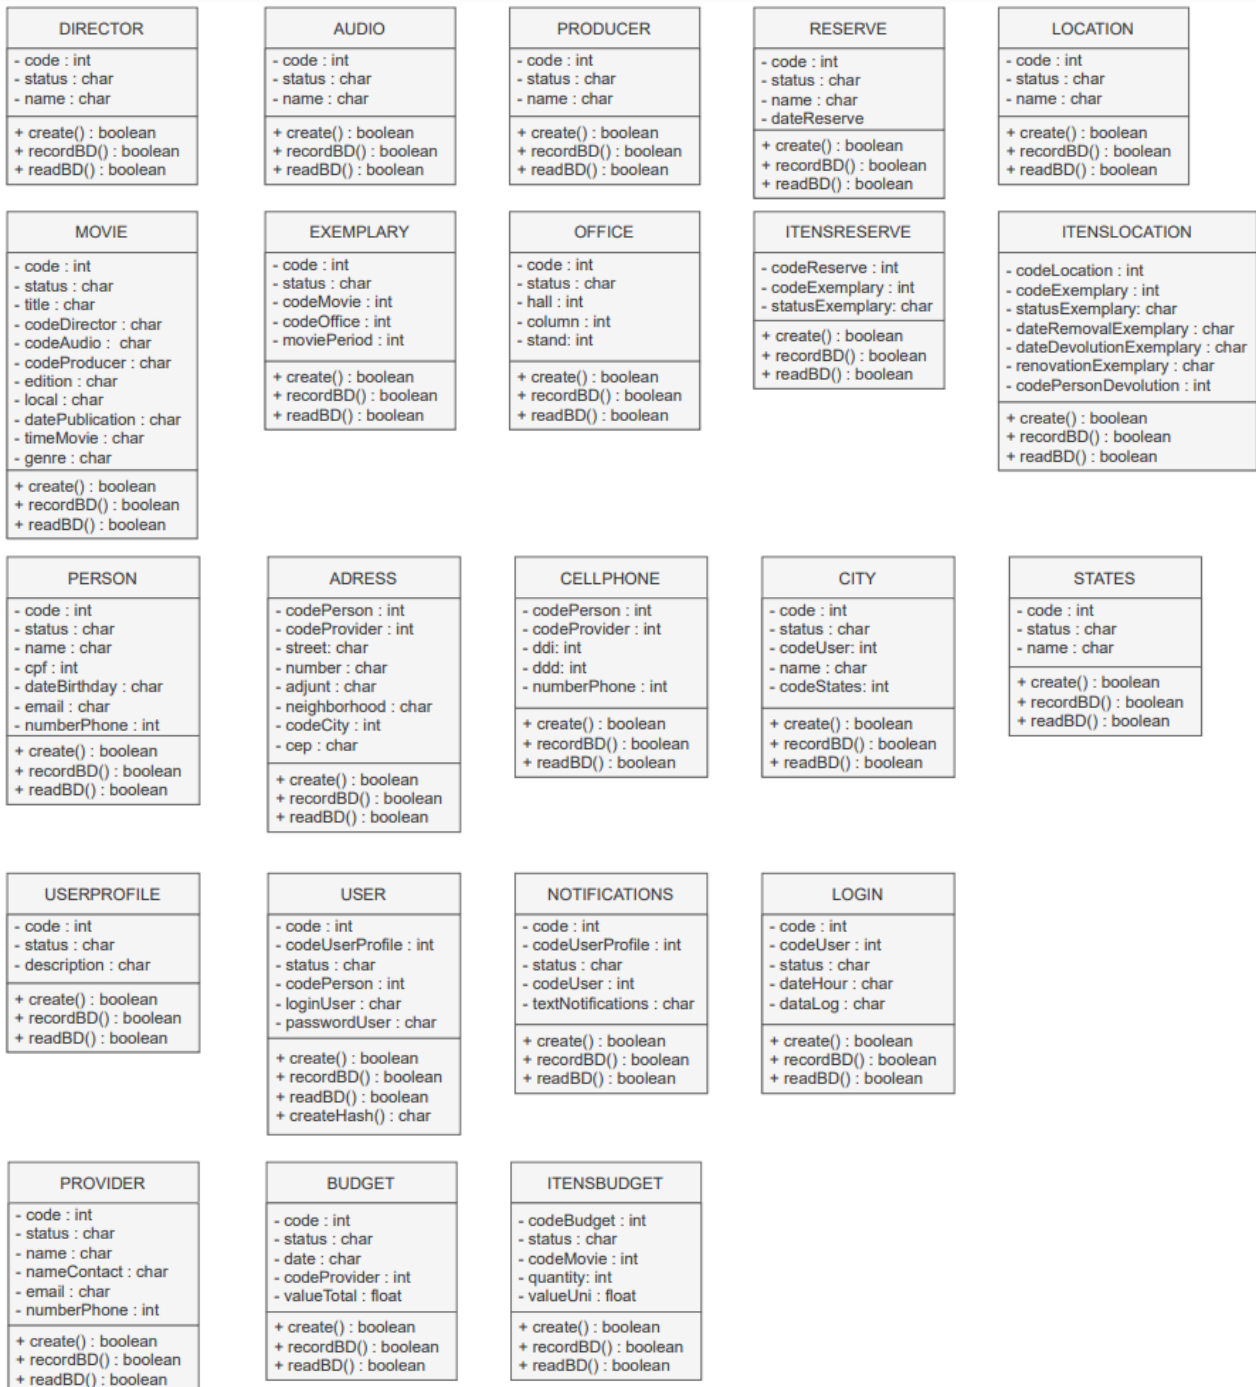 DIRECTOR
- code : int
- status : char
- name : char
+ create() : boolean
+ recordBD() : boolean
+ readBD() : boolean
AUDIO
- code : int
- status : char
- name : char
+ create() : boolean
+ recordBD() : boolean
+ readBD() : boolean
PRODUCER
- code : int
- status : char
- name : char
+ create() : boolean
+ recordBD() : boolean
+ readBD() : boolean
RESERVE
- code : int
- status : char
- name : char
- dateReserve
+ create() : boolean
+ recordBD() : boolean
+ readBD() : boolean
LOCATION
- code : int
- status : char
- name : char
+ create() : boolean
+ recordBD() : boolean
+ readBD() : boolean
MOVIE
- code : int
- status : char
- title : char
- codeDirector : char
- codeAudio : char
- codeProducer : char
- edition : char
- local : char
- datePublication : char
- timeMovie : char
- genre : char
+ create() : boolean
+ recordBD() : boolean
+ readBD() : boolean
EXEMPLARY
- code : int
- status : char
- codeMovie : int
- codeOffice : int
- moviePeriod : int
+ create() : boolean
+ recordBD() : boolean
+ readBD() : boolean
OFFICE
- code : int
- status : char
- hall : int
- column : int
- stand: int
+ create() : boolean
+ recordBD() : boolean
+ readBD() : boolean
ITENSRESERVE
- codeReserve : int
- codeExemplary : int
- statusExemplary: char
+ create() : boolean
+ recordBD() : boolean
+ readBD() : boolean
ITENSLOCATION
- codeLocation : int
- codeExemplary : int
- statusExemplary: char
- dateRemovalExemplary : char
- dateDevolutionExemplary : char
- renovationExemplary : char
- codePersonDevolution : int
+ create() : boolean
+ recordBD() : boolean
+ readBD() : boolean
PERSON
- code : int
- status : char
- name : char
- cpf : int
- dateBirthday : char
- email : char
- numberPhone : int
+ create() : boolean
+ recordBD() : boolean
+ readBD() : boolean
ADRESS
- codePerson : int
- codeProvider : int
- street: char
- number : char
- adjunt : char
- neighborhood : char
- codeCity : int
- cep : char
+ create() : boolean
+ recordBD() : boolean
+ readBD() : boolean
CELLPHONE
- codePerson : int
- codeProvider : int
- ddi: int
- ddd: int
- numberPhone : int
+ create() : boolean
+ recordBD() : boolean
+ readBD() : boolean
CITY
- code : int
- status : char
- codeUser: int
- name : char
- codeStates: int
+ create() : boolean
+ recordBD() : boolean
+ readBD() : boolean
STATES
- code : int
- status : char
- name : char
+ create() : boolean
+ recordBD() : boolean
+ readBD() : boolean
USERPROFILE
- code : int
- status : char
- description : char
+ create() : boolean
+ recordBD() : boolean
+ readBD() : boolean
USER
- code : int
- codeUserProfile : int
- status : char
- codePerson : int
- loginUser : char
- passwordUser : char
+ create() : boolean
+ recordBD() : boolean
+ readBD() : boolean
+ createHash() : char
NOTIFICATIONS
- code : int
- codeUserProfile : int
- status : char
- codeUser : int
- textNotifications : char
+ create() : boolean
+ recordBD() : boolean
+ readBD() : boolean
LOGIN
- code : int
- codeUser : int
- status : char
- dateHour : char
- dataLog : char
+ create() : boolean
+ recordBD() : boolean
+ readBD() : boolean
PROVIDER
- code : int
- status : char
- name : char
- nameContact : char
- email : char
- numberPhone : int
+ create() : boolean
+ recordBD() : boolean
+ readBD() : boolean
BUDGET
- code : int
- status : char
- date : char
- codeProvider : int
- valueTotal : float
+ create() : boolean
+ recordBD() : boolean
+ readBD() : boolean
ITENSBUDGET
- codeBudget : int
- status : char
- codeMovie : int
- quantity: int
- valueUni : float
+ create() : boolean
+ recordBD() : boolean
+ readBD() : boolean